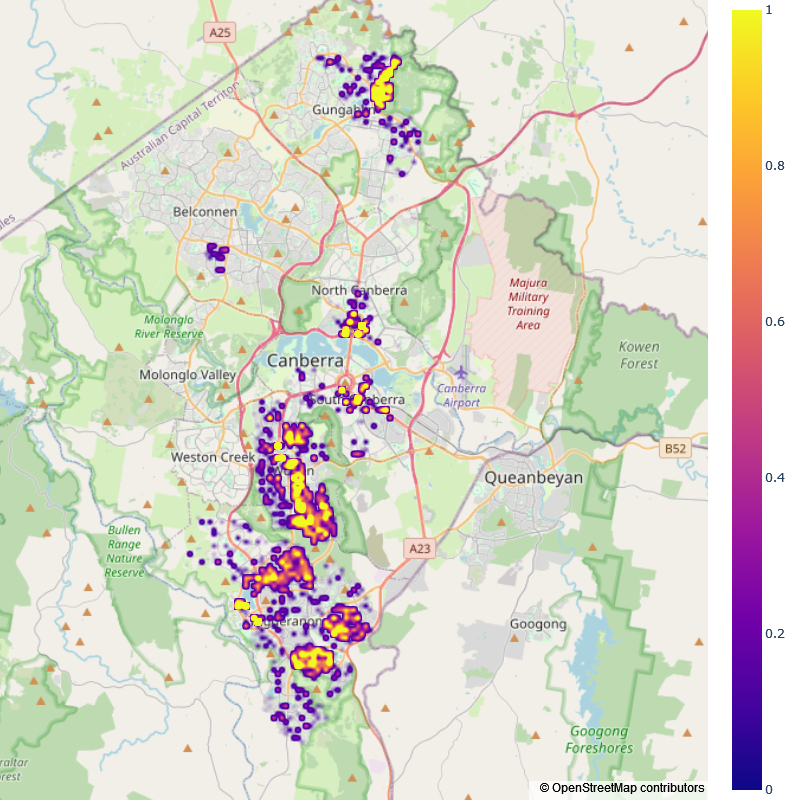 A25
1
Gungahlin
Australian Capital Territory
0.8
Belconnen
North Canberra
Majura
Military
Training
Area
Molonglo
River Reserve
0.6
Kowen
Forest
Canberra
Molonglo Valley
Canberra
Airport
South Canberra
B52
Weston Creek
Woden
Queanbeyan
0.4
Bullen
Range
Nature
Reserve
A23
Tuggeranong
Googong
0.2
Googong
Foreshores
0
© OpenStreetMap contributors